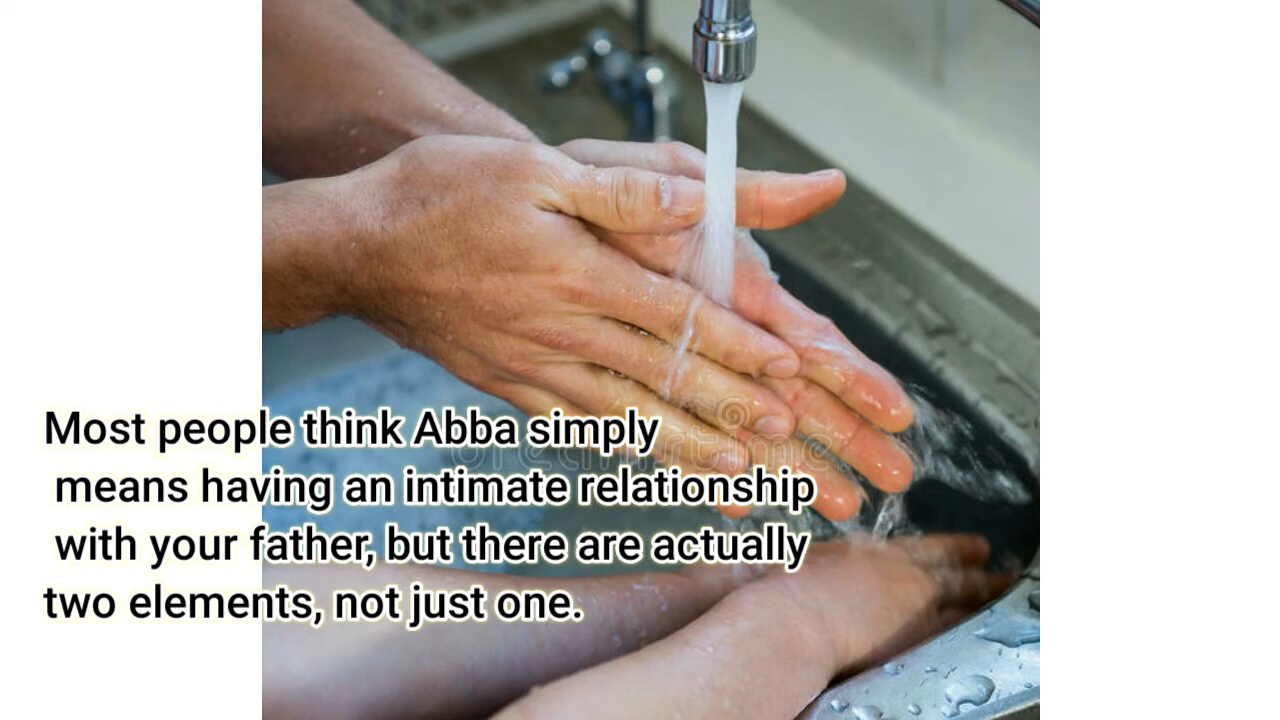 Most people think Abba simply
means having an intimate relationship
with your father, but there are actually
two elements, not just one.
dreamstime